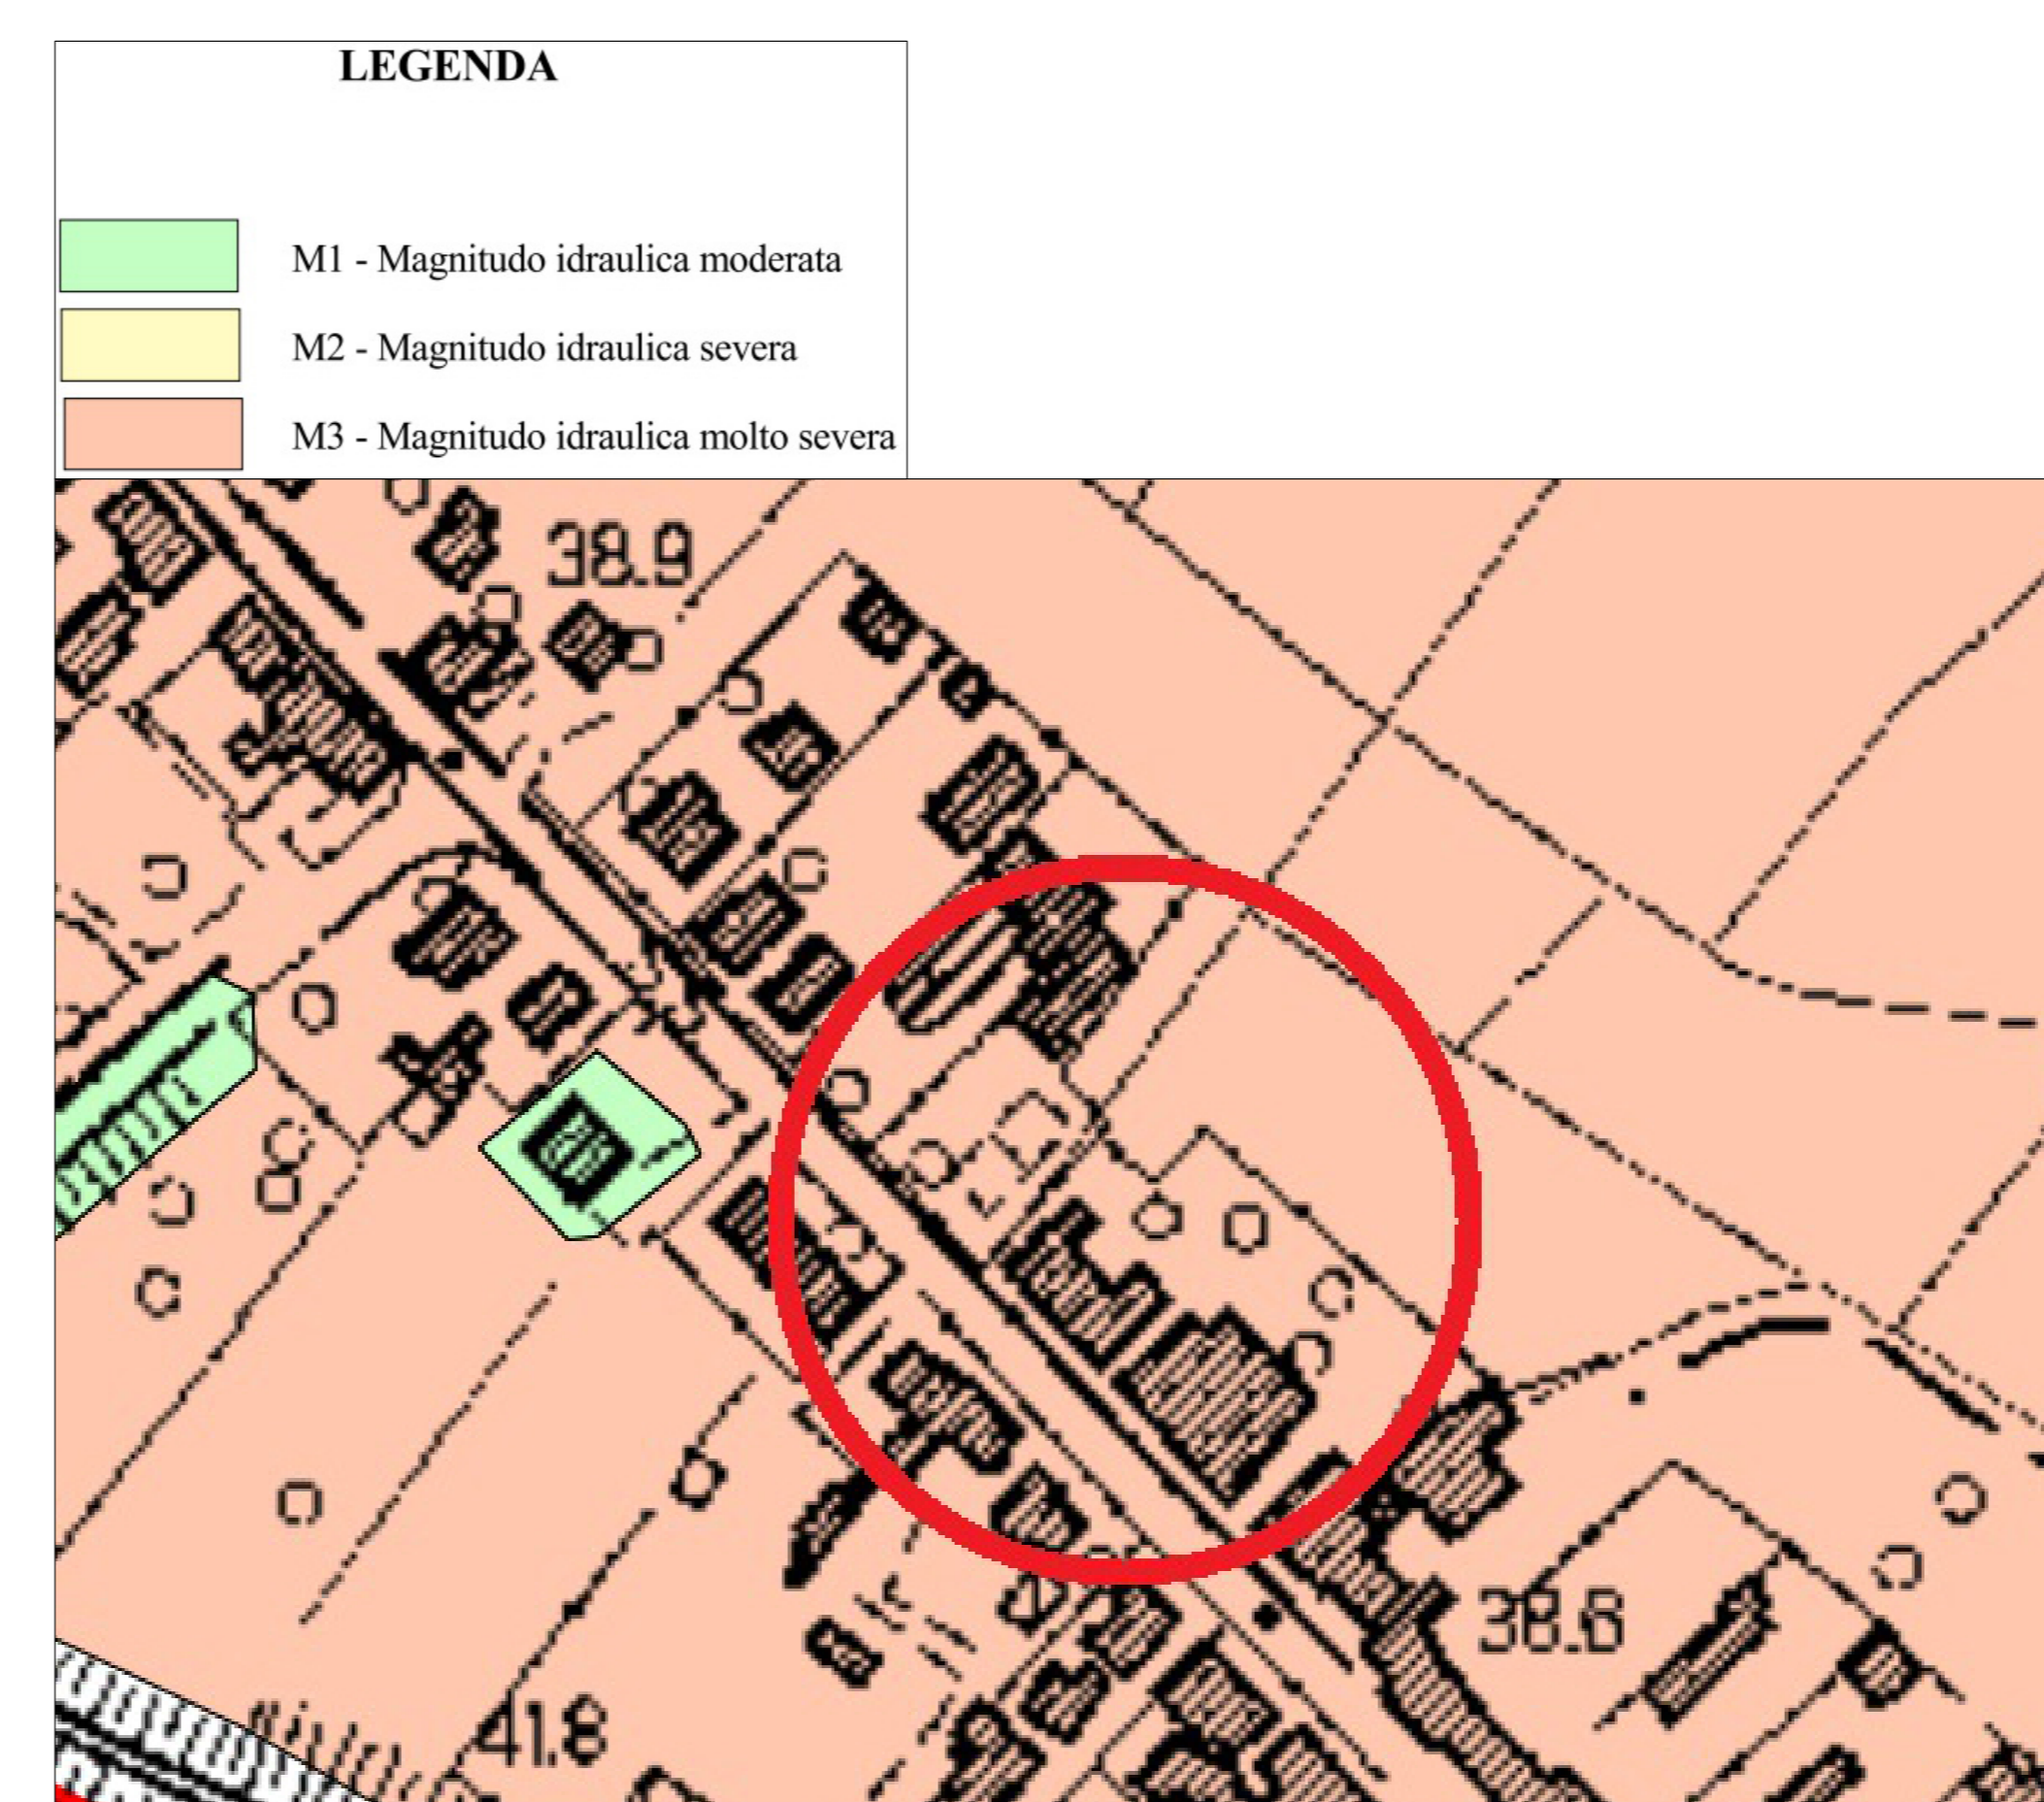 LEGENDA
M1 - Magnitudo idraulica moderata
M2 - Magnitudo idraulica severa
M3 - Magnitudo idraulica molto severa
38.9
38.6
41.8